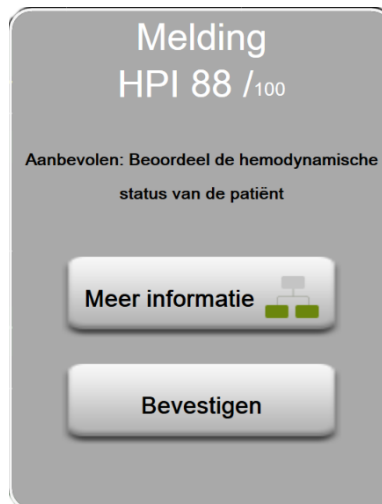 Melding
HPI 88 /100
Aanbevolen: Beoordeel de hemodynamische
status van de patiënt
Meer informatie
Bevestigen